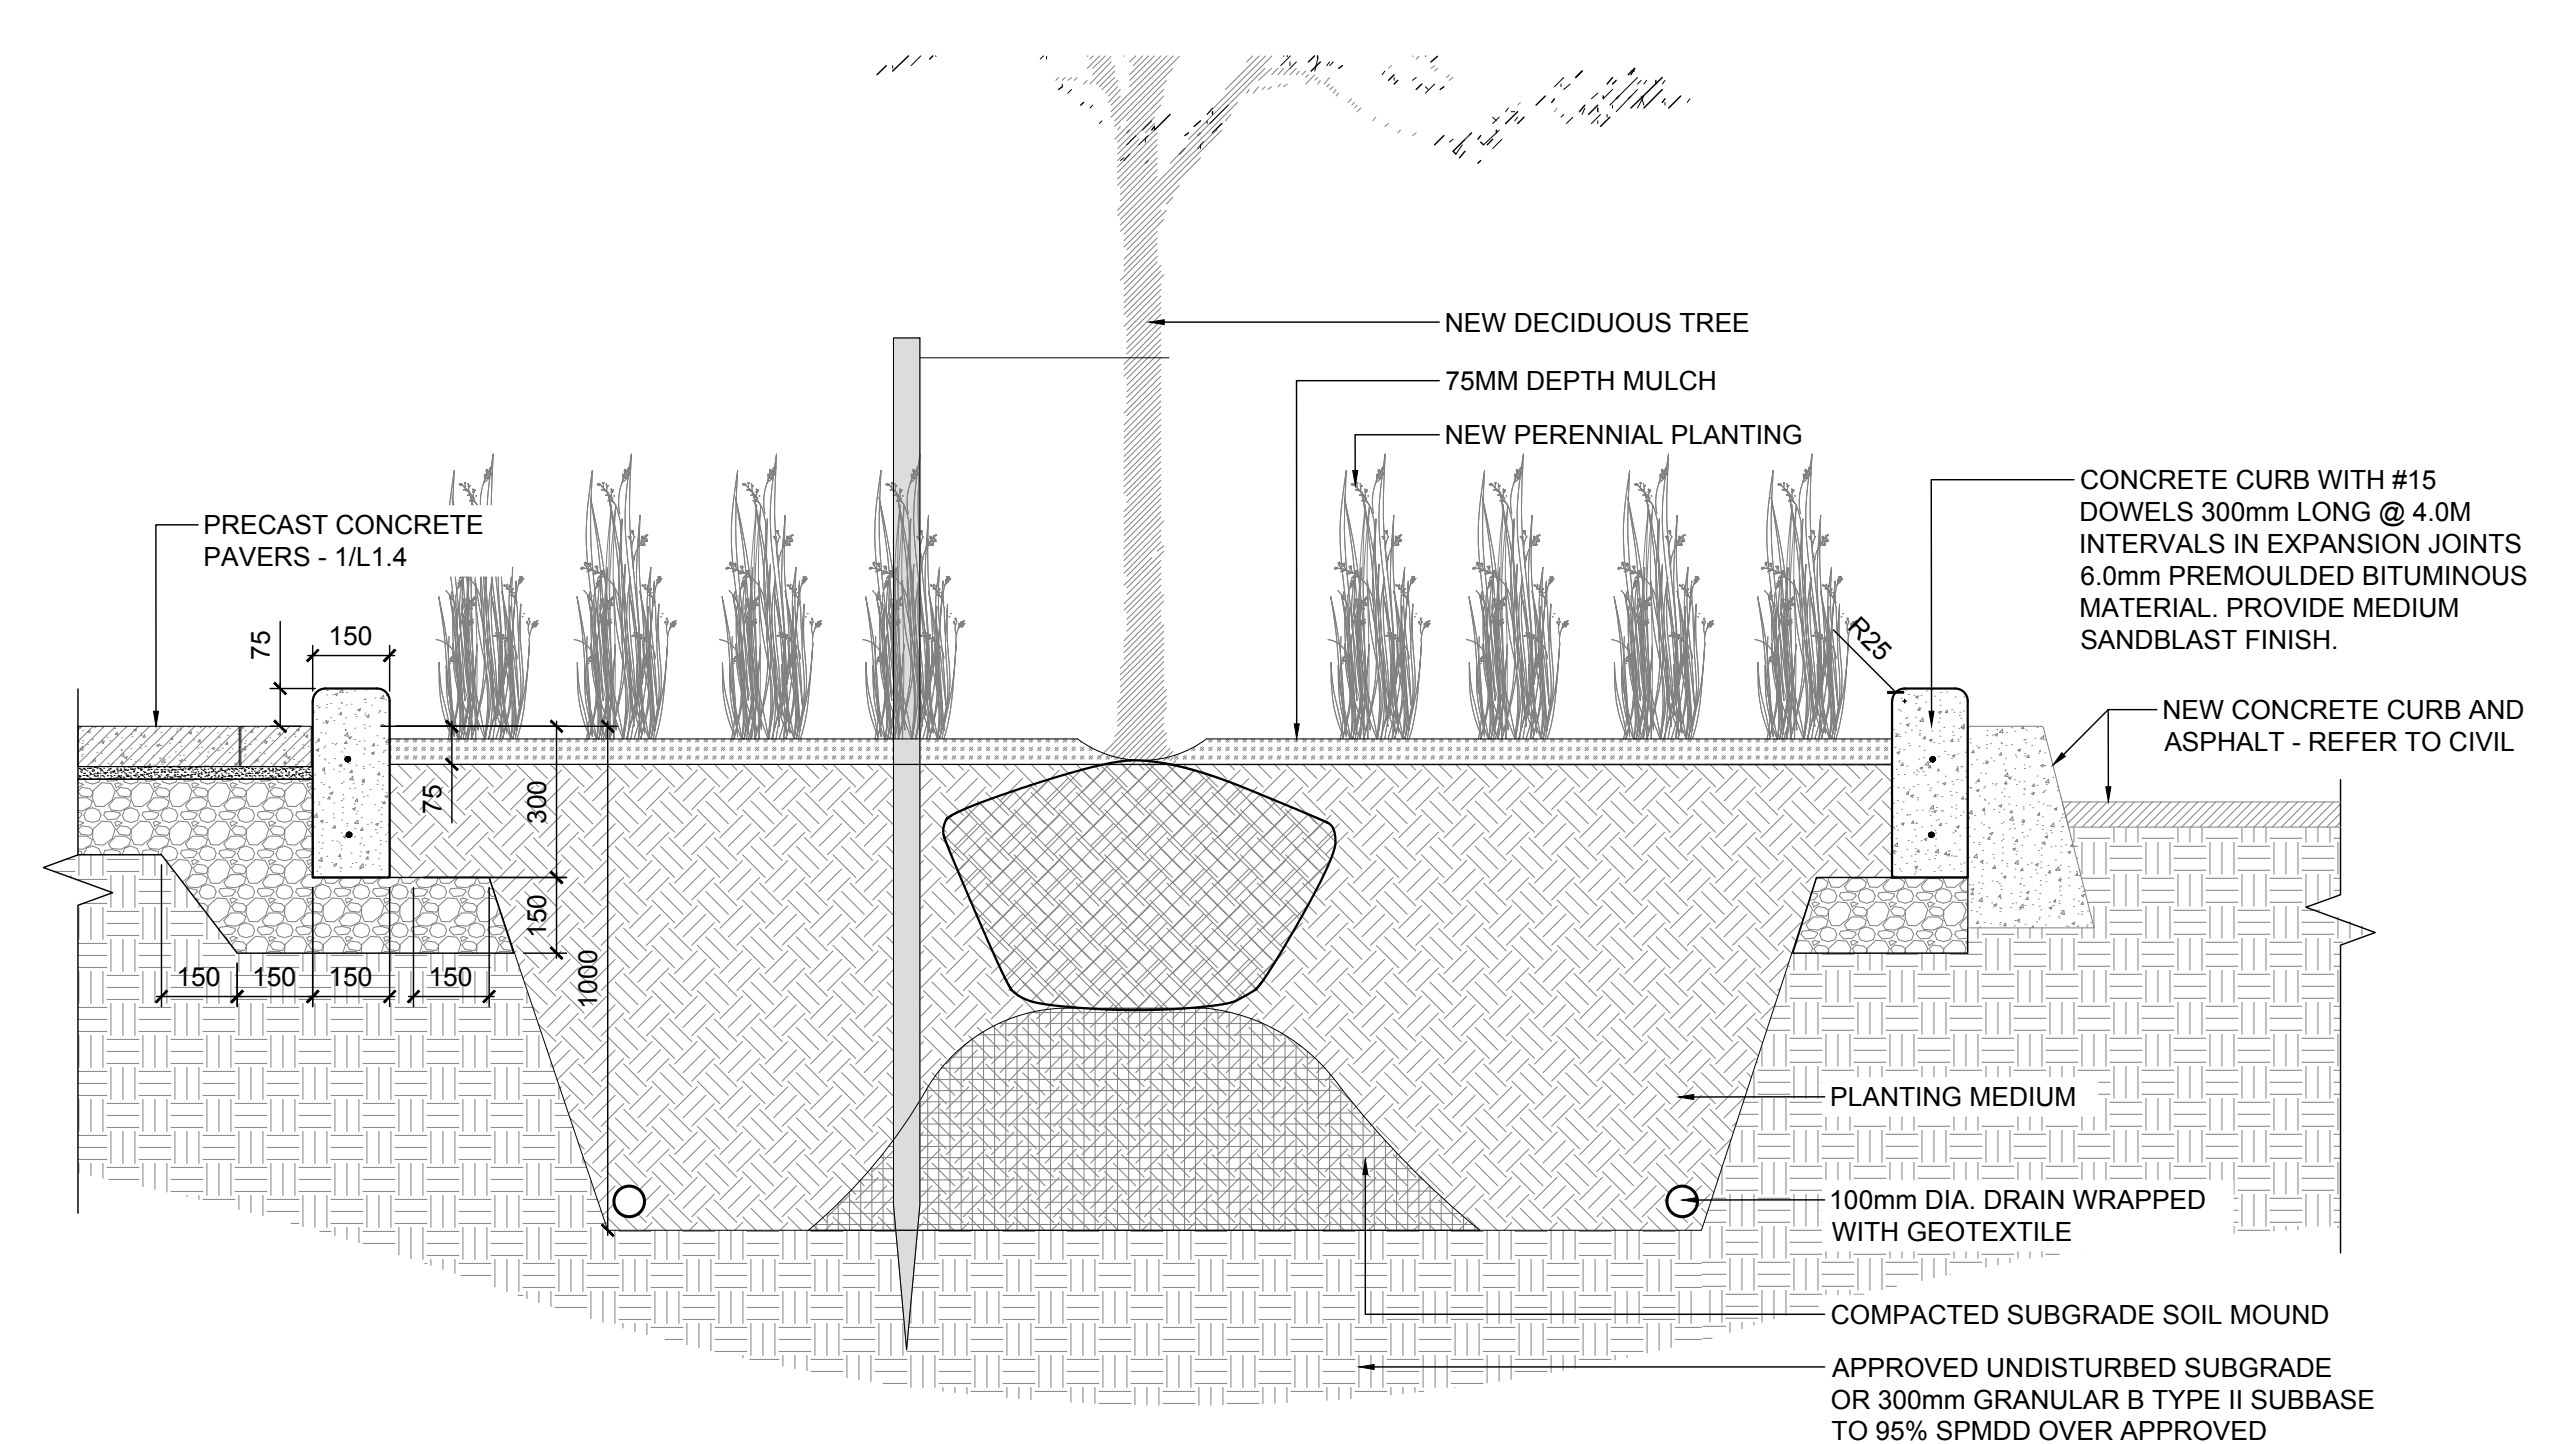 NEW DECIDUOUS TREE
75MM DEPTH MULCH
NEW PERENNIAL PLANTING
CONCRETE CURB WITH #15
DOWELS 300mm LONG @ 4.0M
INTERVALS IN EXPANSION JOINTS
6.0mm PREMOULDED BITUMINOUS
MATERIAL. PROVIDE MEDIUM
SANDBLAST FINISH.
PRECAST CONCRETE
PAVERS - 1/L1.4
75
150
R25
NEW CONCRETE CURB AND
ASPHALT - REFER TO CIVIL
75
300
150
1000
150
150
150
150
PLANTING MEDIUM
100mm DIA. DRAIN WRAPPED
WITH GEOTEXTILE
COMPACTED SUBGRADE SOIL MOUND
APPROVED UNDISTURBED SUBGRADE
OR 300mm GRANULAR B TYPE II SUBBASE
TO 95% SPMDD OVER APPROVED